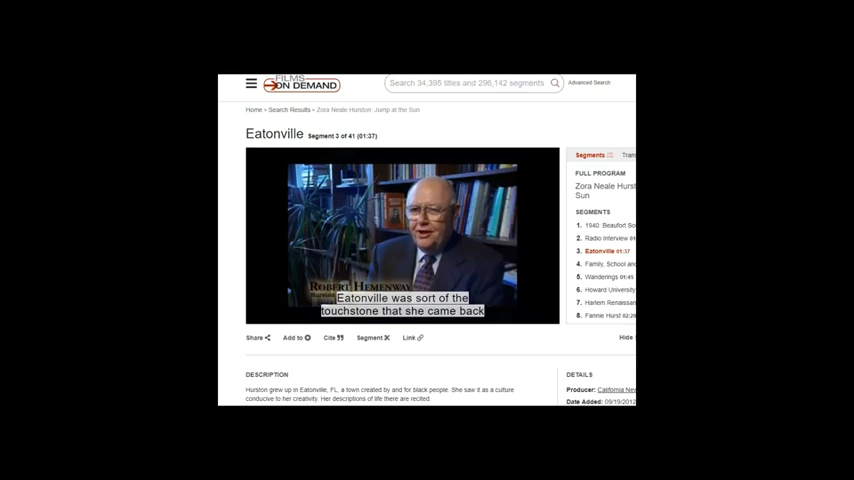 FILMS
ON DEMAND
Search 34,395 titles and 296,142 segments
Advanced Search
Home » Search Results » Zora Neale Hurston: Jump at the Sun
Eatonville Segment 3 of 41 (01:37)
ROBERT HEMENWAY
Eatonville was sort of the
touchstone that she came back
Segments
Tran
FULL PROGRAM
Zora Neale Hurst
Sun
SEGMENTS
1. 1940: Beaufort So
2. Radio Interview 01
3. Eatonville 01:37
4. Family, School an
5. Wanderings 01:45
6. Howard University
7. Harlem Renaissan
8. Fannie Hurst 02:2
Share
Add to
Cite
Segment
Link
Hide
DESCRIPTION
Hurston grew up in Eatonville, FL, a town created by and for black people. She saw it as a culture
conducive to her creativity. Her descriptions of life there are recited
DETAILS
Producer: California New
Date Added: 09/19/2012